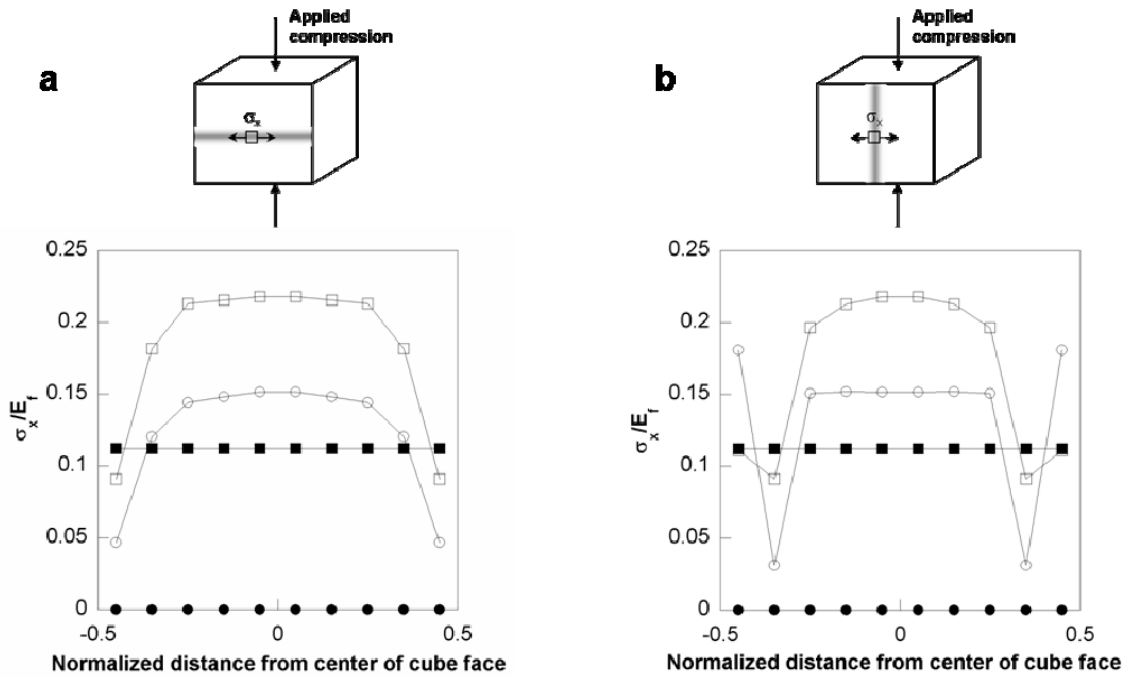 a
Applied
compression
σx
0.25
0.2
0.15
0.1
0.05
0
σx/Ef
-0.5
0
0.5
Normalized distance from center of cube face
b
Applied
compression
σx
0.25
0.2
0.15
0.1
0.05
0
σx/Ef
-0.5
0
0.5
Normalized distance from center of cube face